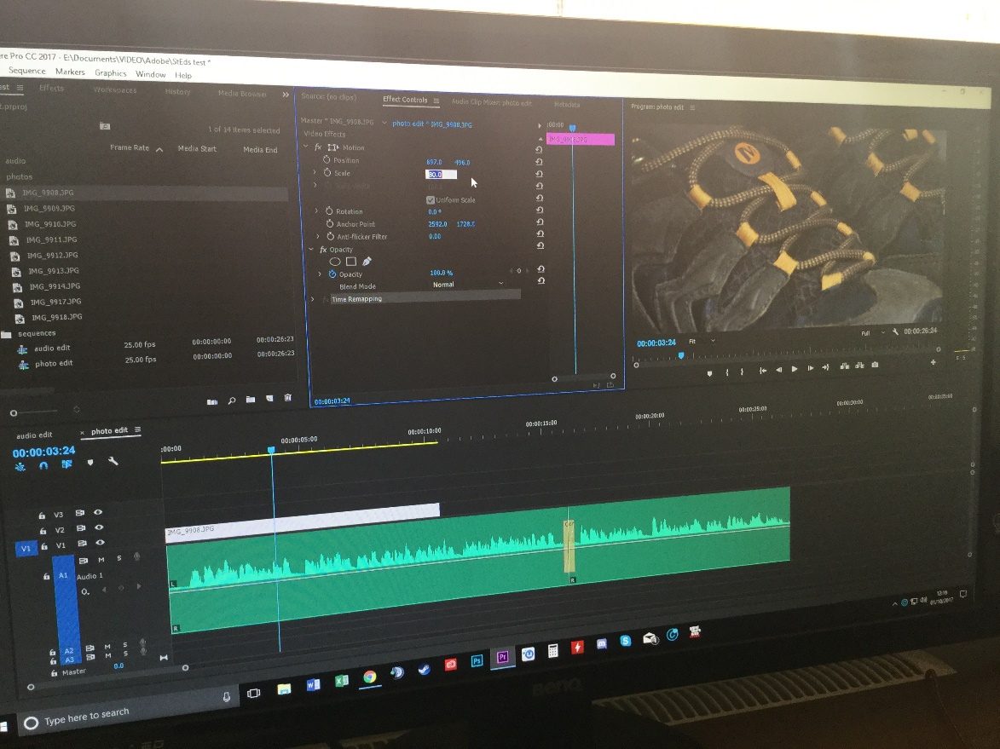 re Pro CC 2017 - E:\Documents\VIDEO\Adobe\StEds test *
Sequence Markers Graphics Window Help
Effects Workspaces History Media Browser
.prproj
1 of 14 items selected
Frame Rate Media Start Media End
audio
photos
IMG_9908.JPG
IMG_9909.JPG
IMG_9910.JPG
IMG_9911.JPG
IMG_9912.JPG
IMG_9913.JPG
IMG_9914.JPG
IMG_9917.JPG
IMG_9918.JPG
sequences
audio edit 25.00 fps 00:00:00:00 00:00:26:23
photo edit 25.00 fps 00:00:00:00 00:00:26:23
Source: (no clips) Effect Controls Audio Clip Mixer: photo edit Metadata
Master * IMG_9908.JPG photo edit * IMG_9908.JPG :00:00
Video Effects IMG_9908.JPG
fx Motion
Position 697.0 496.0
Scale 30.0
Uniform Scale
Rotation 0.0 °
Anchor Point 2592.0 1728.0
Anti-flicker Filter 0.00
fx Opacity
Opacity 100.0 %
Blend Mode Normal
Time Remapping
00:00:03:24
Program: photo edit
M
00:00:03:24 Fit Full 00:00:26:24
audio edit × photo edit
00:00:03:24
:00:00 00:00:05:00 00:00:10:00 00:00:15:00 00:00:20:00 00:00:25:00 00:00:30:00 00:00:35:00
V3
V2
V1 V1
IMG_9908.JPG
A1 M S
Audio 1
L
R
R
A2 M S
A3 M S
Master 0.0
Type here to search
Ps Pr
12:16
01/10/2017
BenQ